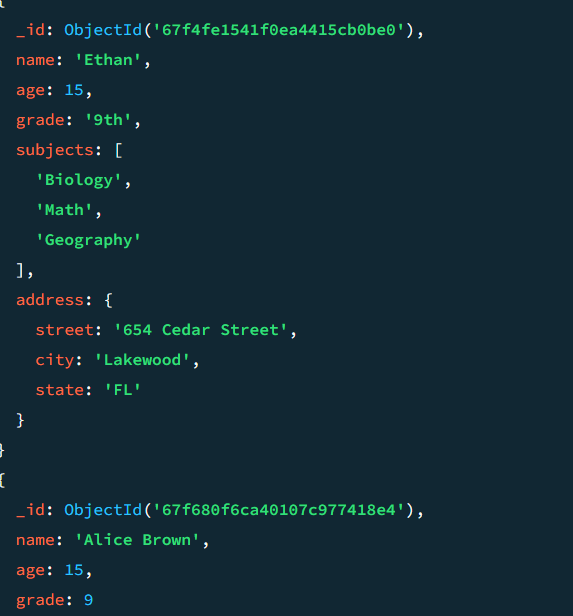 {
_id: ObjectId('67f4fe1541f0ea4415cb0be0'),
name: 'Ethan',
age: 15,
grade: '9th',
subjects: [
'Biology',
'Math',
'Geography'
],
address: {
street: '654 Cedar Street',
city: 'Lakewood',
state: 'FL'
}
}
{
_id: ObjectId('67f680f6ca40107c977418e4'),
name: 'Alice Brown',
age: 15,
grade: 9